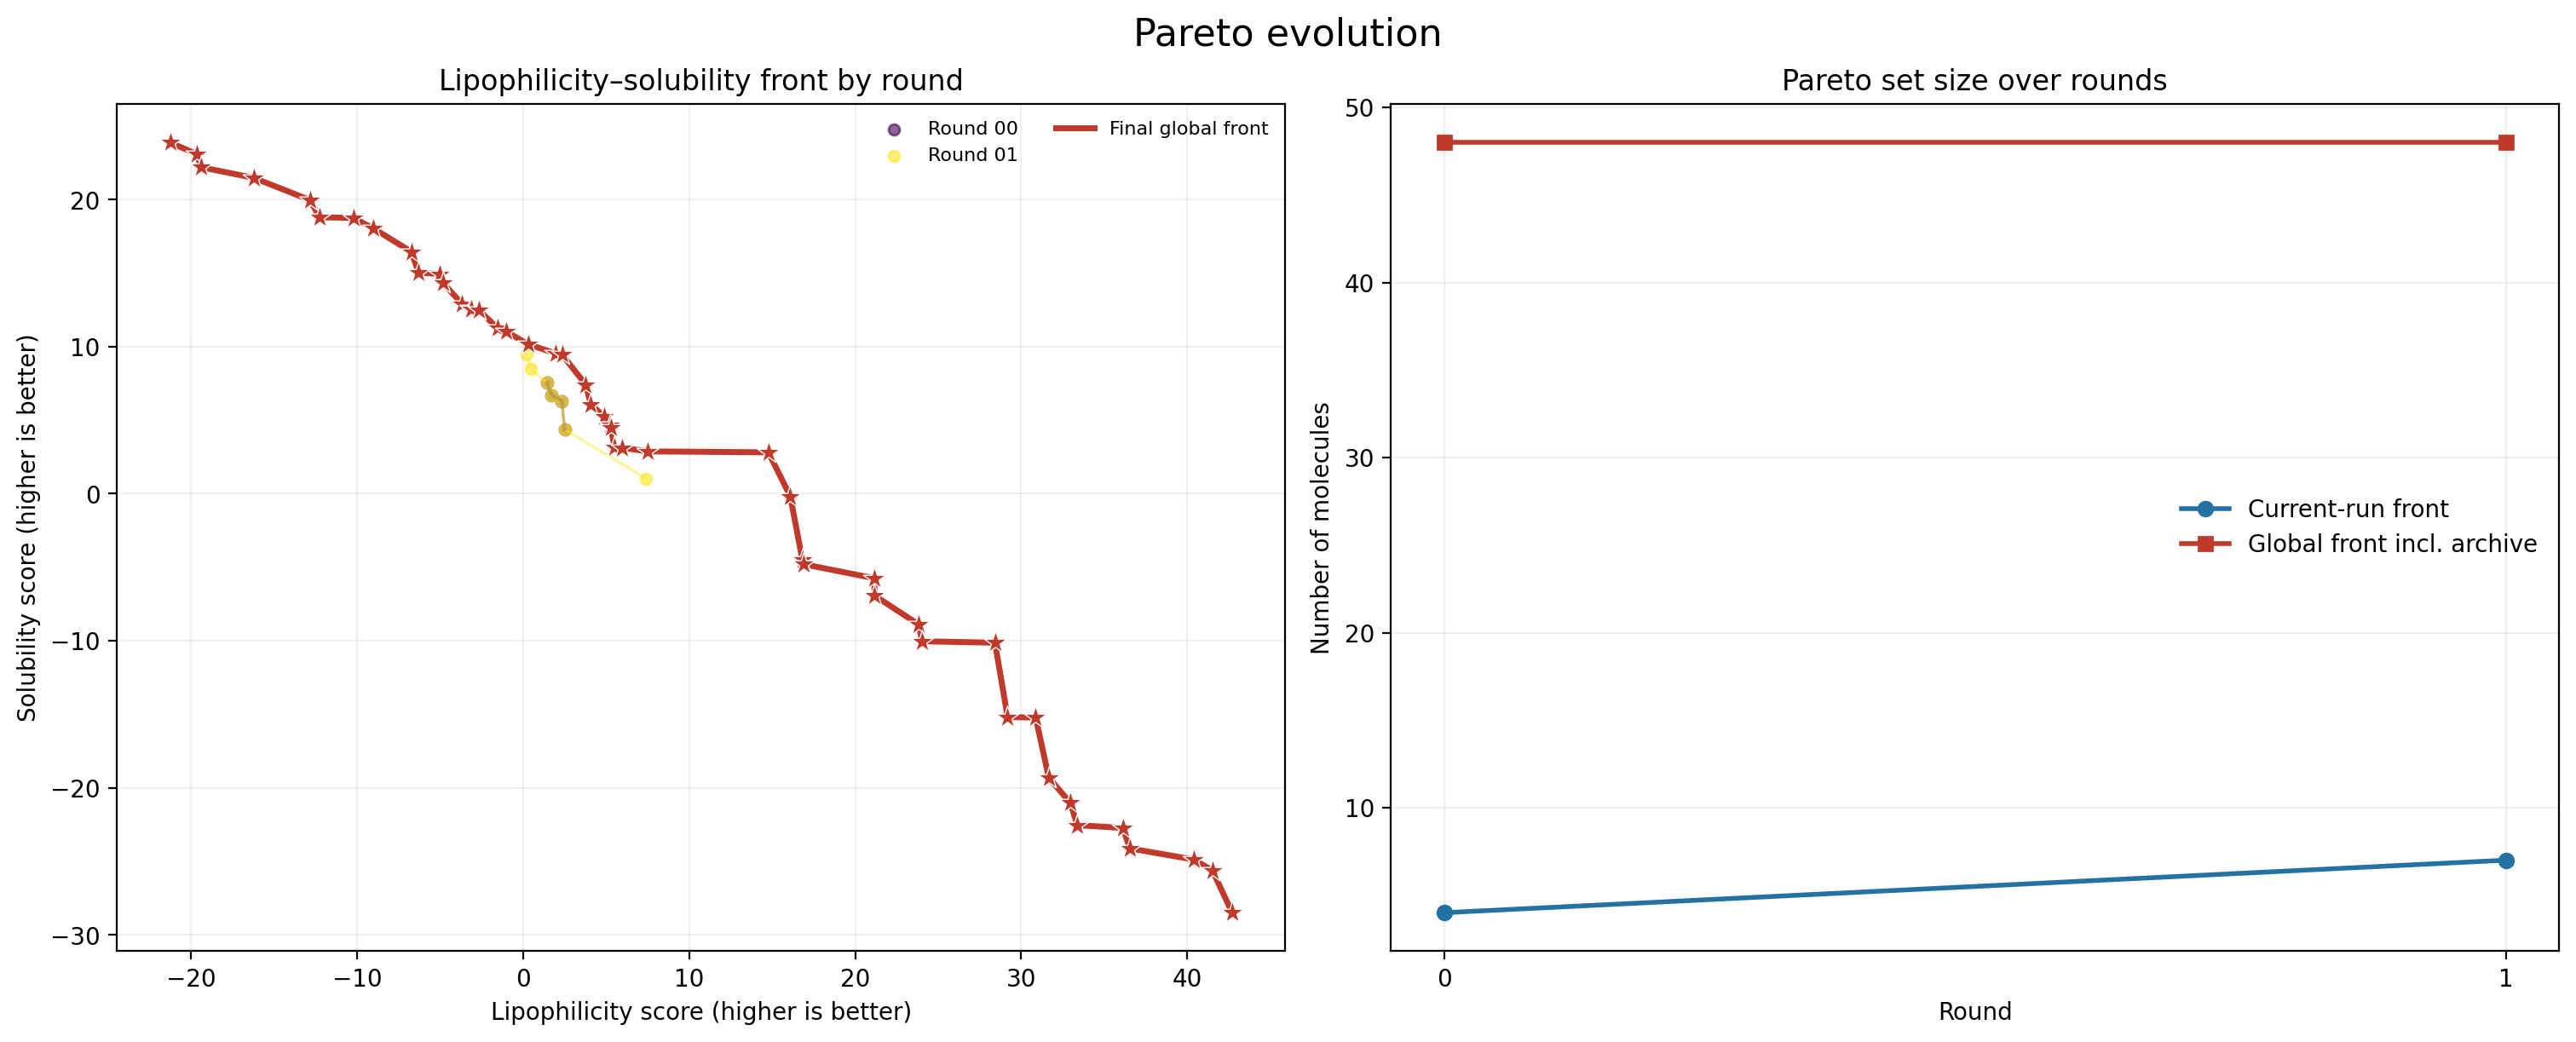 Pareto evolution
Lipophilicity–solubility front by round
Round 00
Round 01
Final global front
20
10
0
−10
−20
−30
Solubility score (higher is better)
−20
−10
0
10
20
30
40
Lipophilicity score (higher is better)
Pareto set size over rounds
50
40
30
20
10
Number of molecules
Current-run front
Global front incl. archive
0
1
Round